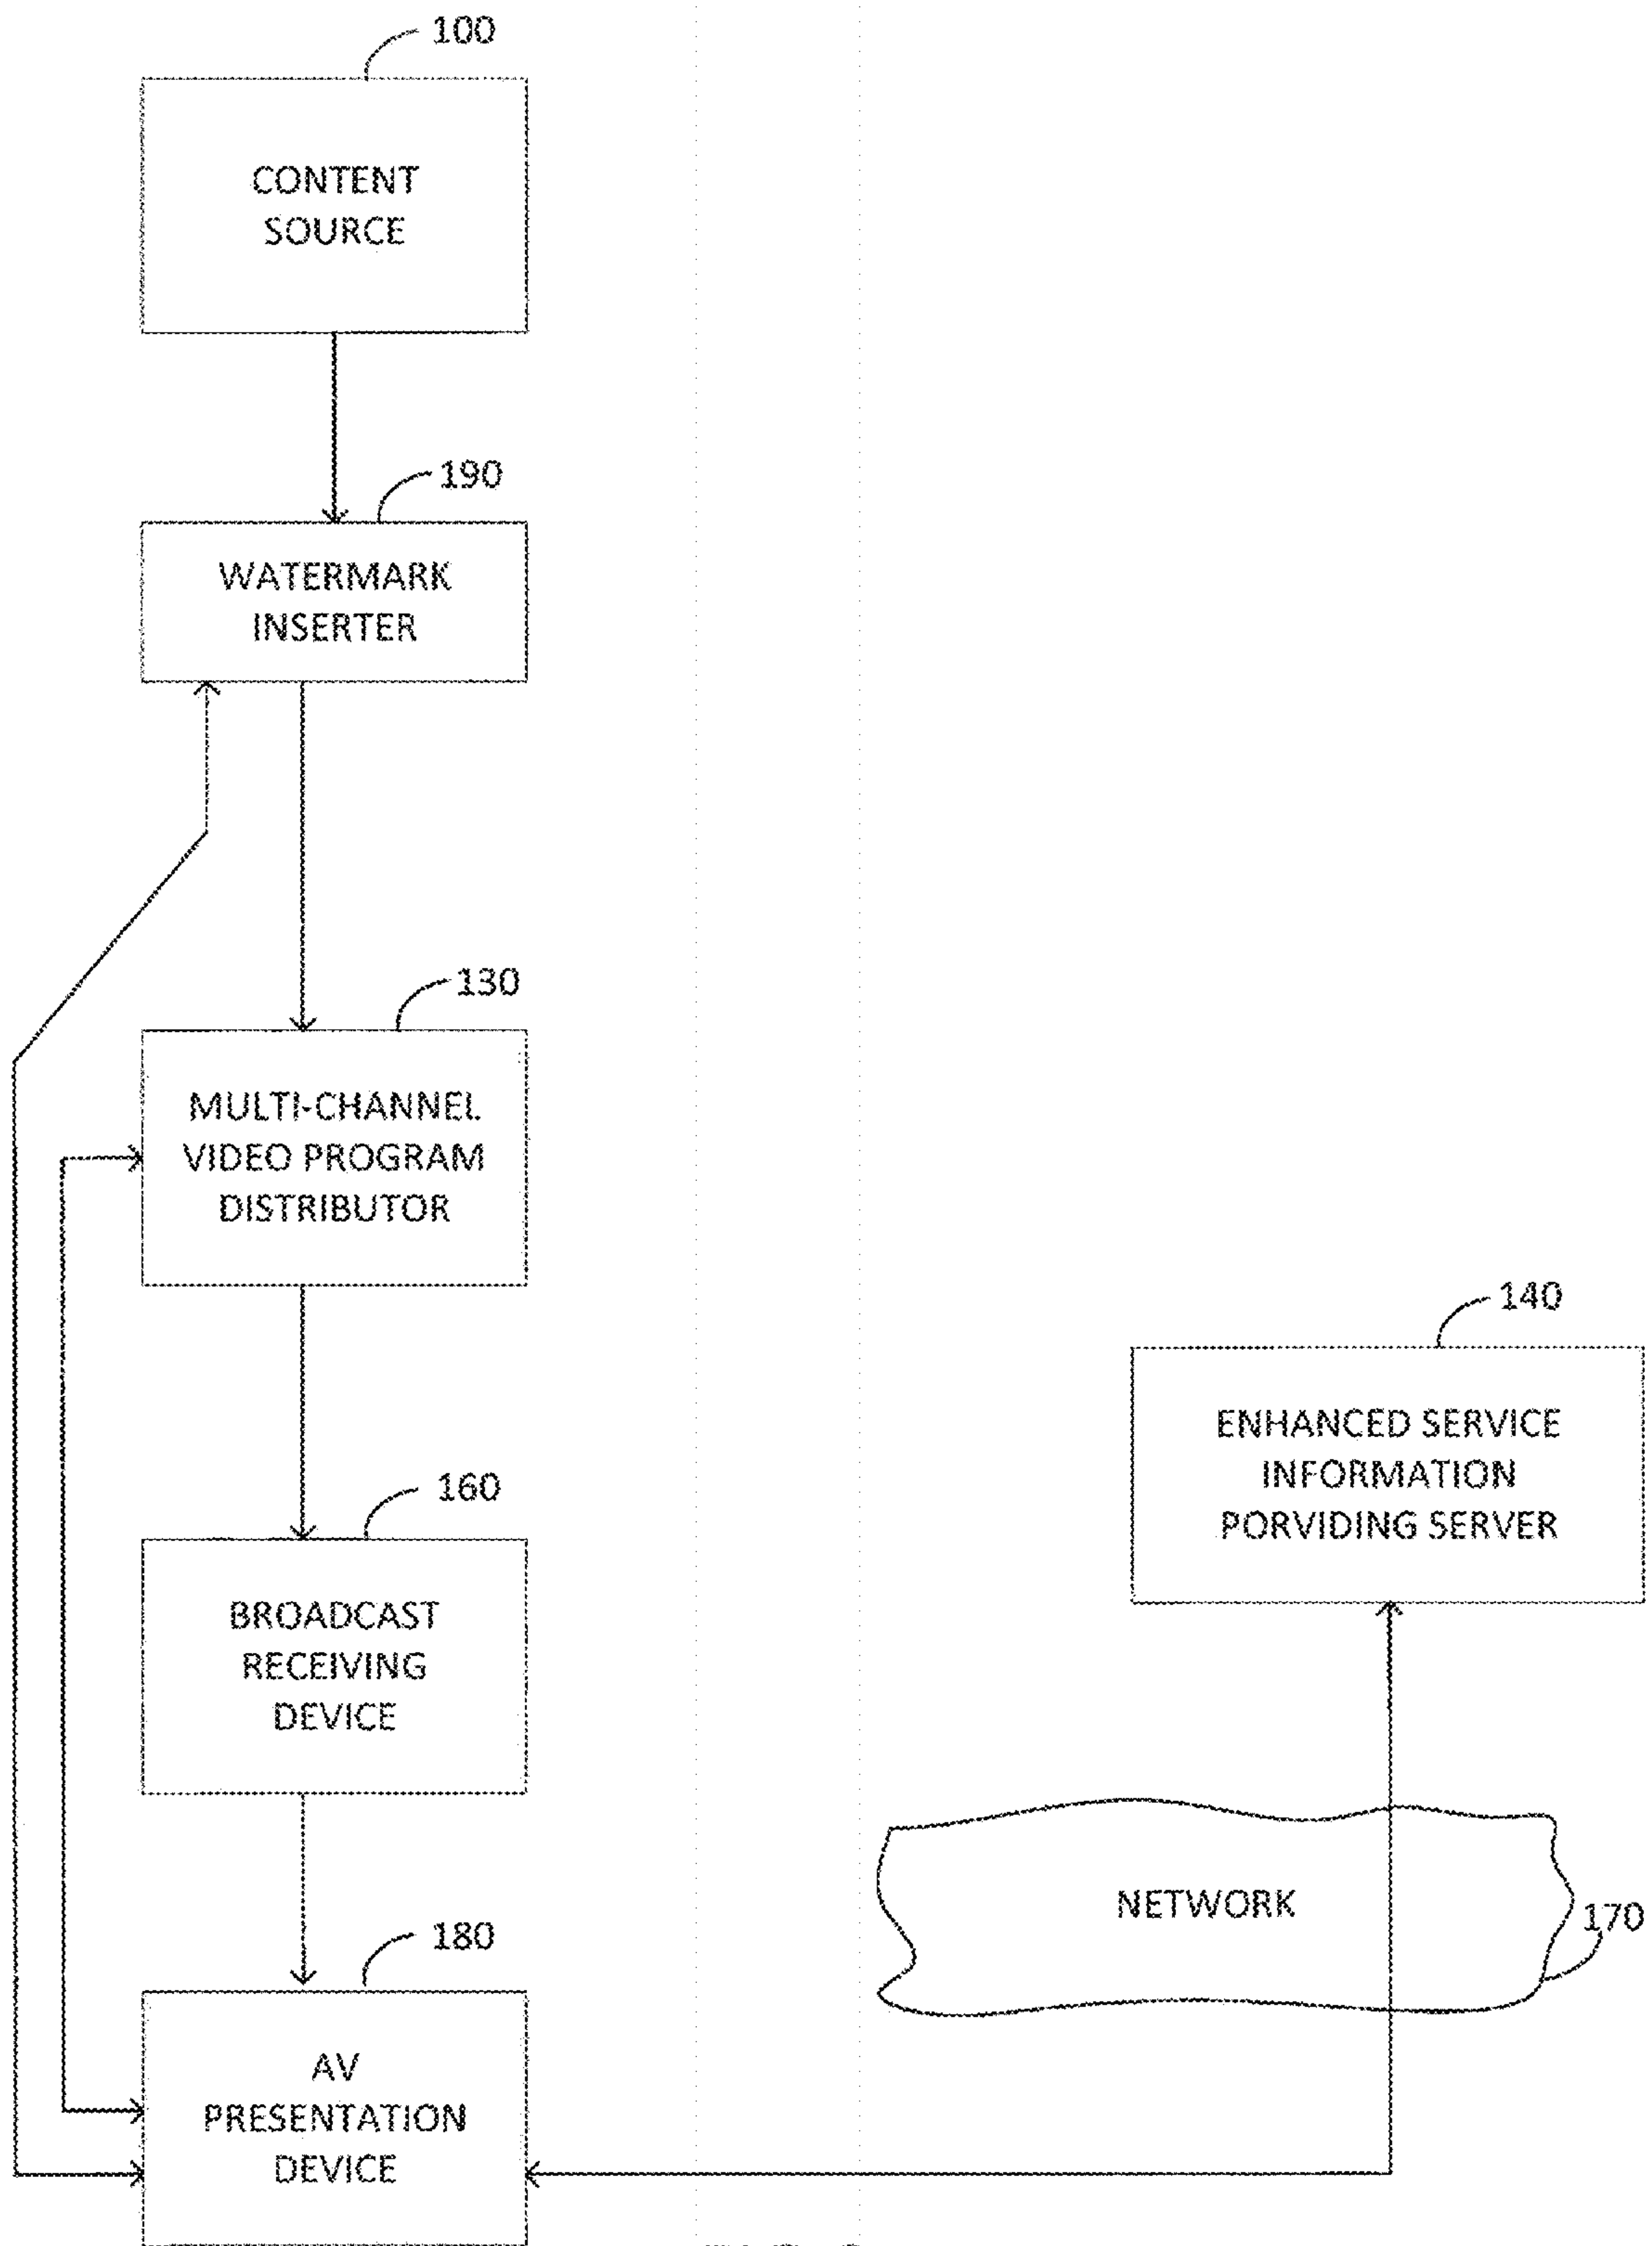 100
CONTENT
SOURCE
190
WATERMARK
INSERTER
130
MULTI-CHANNEL
VIDEO PROGRAM
DISTRIBUTOR
140
ENHANCED SERVICE
INFORMATION
PORVIDING SERVER
160
BROADCAST
RECEIVING
DEVICE
NETWORK
170
180
AV
PRESENTATION
DEVICE